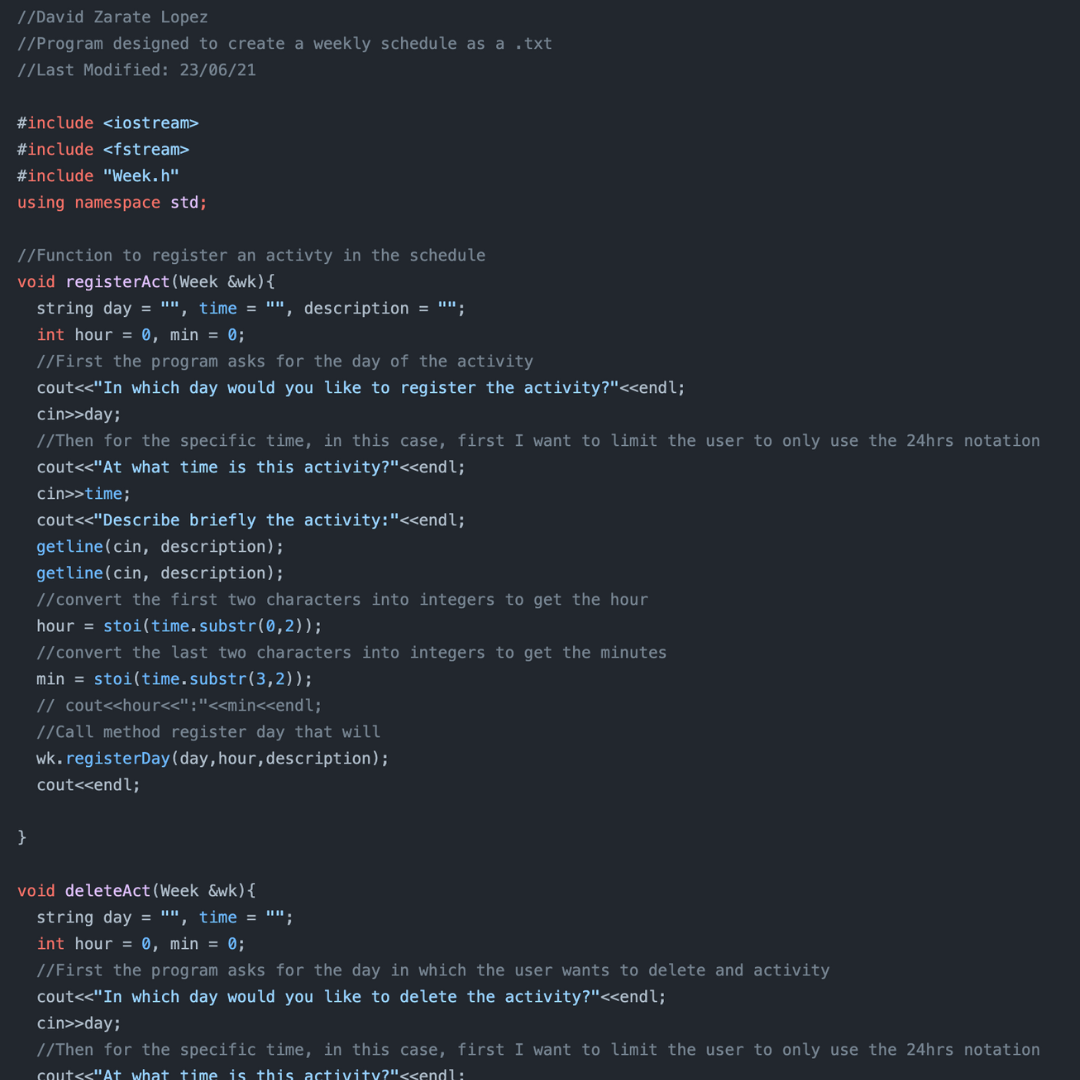 //David Zarate Lopez
//Program designed to create a weekly schedule as a .txt
//Last Modified: 23/06/21
#include <iostream>
#include <fstream>
#include "Week.h"
using namespace std;
//Function to register an activty in the schedule
void registerAct(Week &wk){
string day = "", time = "", description = "";
int hour = 0, min = 0;
//First the program asks for the day of the activity
cout<<"In which day would you like to register the activity?"<<endl;
cin>>day;
//Then for the specific time, in this case, first I want to limit the user to only use the 24hrs notation
cout<<"At what time is this activity?"<<endl;
cin>>time;
cout<<"Describe briefly the activity:"<<endl;
getline(cin, description);
getline(cin, description);
//convert the first two characters into integers to get the hour
hour = stoi(time.substr(0,2));
//convert the last two characters into integers to get the minutes
min = stoi(time.substr(3,2));
// cout<<hour<<":"<<min<<endl;
//Call method register day that will
wk.registerDay(day,hour,description);
cout<<endl;
}
void deleteAct(Week &wk){
string day = "", time = "";
int hour = 0, min = 0;
//First the program asks for the day in which the user wants to delete and activity
cout<<"In which day would you like to delete the activity?"<<endl;
cin>>day;
//Then for the specific time, in this case, first I want to limit the user to only use the 24hrs notation
cout<<"At what time is this activity?"<<endl;